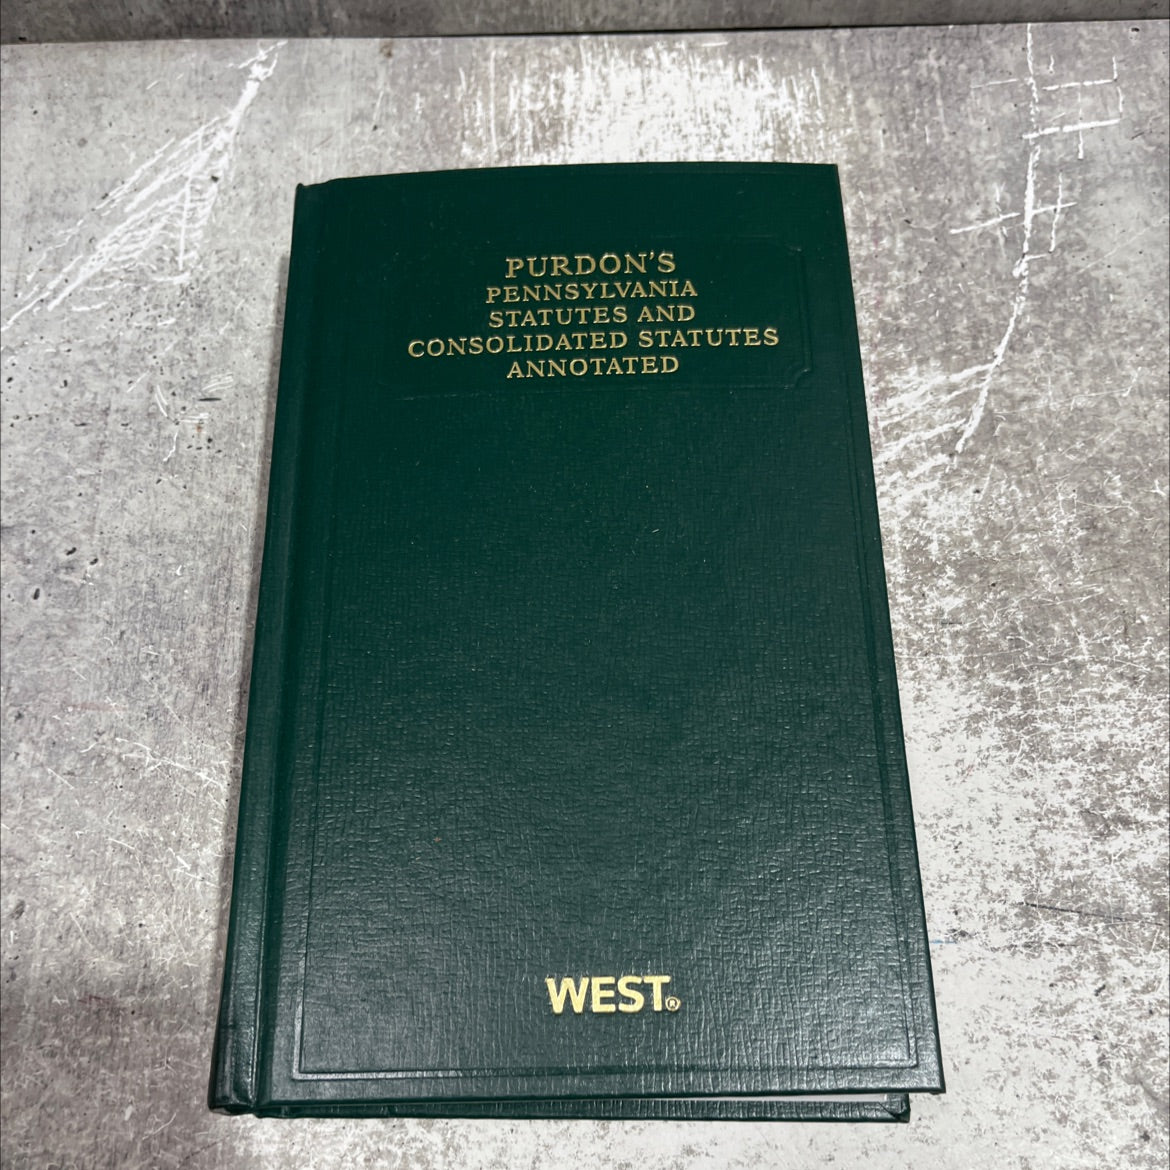 PURDON'S
PENNSYLVANIA
STATUTES AND
CONSOLIDATED STATUTES
ANNOTATED
WEST®